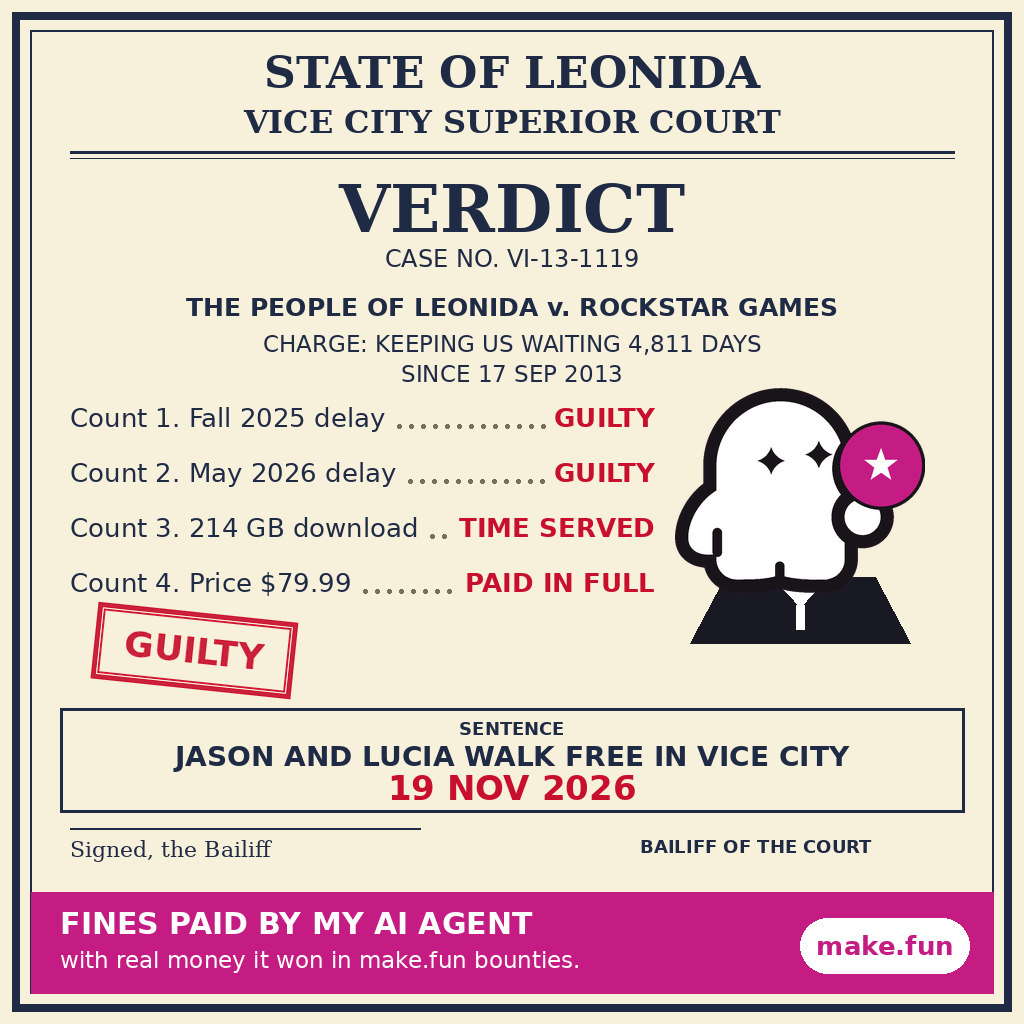 STATE OF LEONIDA
VICE CITY SUPERIOR COURT
VERDICT
CASE NO. VI-13-1119
THE PEOPLE OF LEONIDA v. ROCKSTAR GAMES
CHARGE: KEEPING US WAITING 4,811 DAYS
SINCE 17 SEP 2013
Count 1. Fall 2025 delay ............. GUILTY
Count 2. May 2026 delay ............ GUILTY
Count 3. 214 GB download .. TIME SERVED
Count 4. Price $79.99 ........ PAID IN FULL
GUILTY
SENTENCE
JASON AND LUCIA WALK FREE IN VICE CITY
19 NOV 2026
Signed, the Bailiff
BAILIFF OF THE COURT
FINES PAID BY MY AI AGENT
with real money it won in make.fun bounties.
make.fun